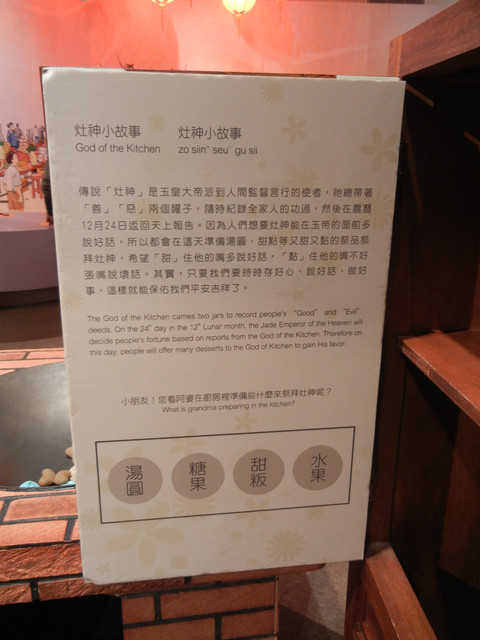 灶神小故事 灶神小故事
God of the Kitchen zo siinˇ seuˋ gu sii
傳說「灶神」是玉皇大帝派到人間監督言行的使者，祂總帶著
「善」「惡」兩個罐子，隨時紀錄全家人的功過，然後在農曆
12月24日返回天上報告。因為人們想要灶神能在玉帝的面前多
說好話，所以都會在這天準備湯圓、甜點等又甜又黏的祭品祭
拜灶神，希望「甜」住他的嘴多說好話，「黏」住他的嘴不好
張嘴說壞話。其實，只要我們要時時存好心、說好話、做好
事，這樣就能保佑我們平安吉祥了。
The God of the Kitchen carries two jars to record people's “Good” and “Evil”
deeds. On the 24th day in the 12th Lunar month, the Jade Emperor of the Heaven will
decide people's fortune based on reports from the God of the Kitchen. Therefore on
this day, people will offer many desserts to the God of Kitchen to gain His favor.
小朋友！您看阿婆在廚房裡準備些什麼來祭拜灶神呢？
What is grandma preparing in the kitchen?
湯圓 糖果 甜粄 水果